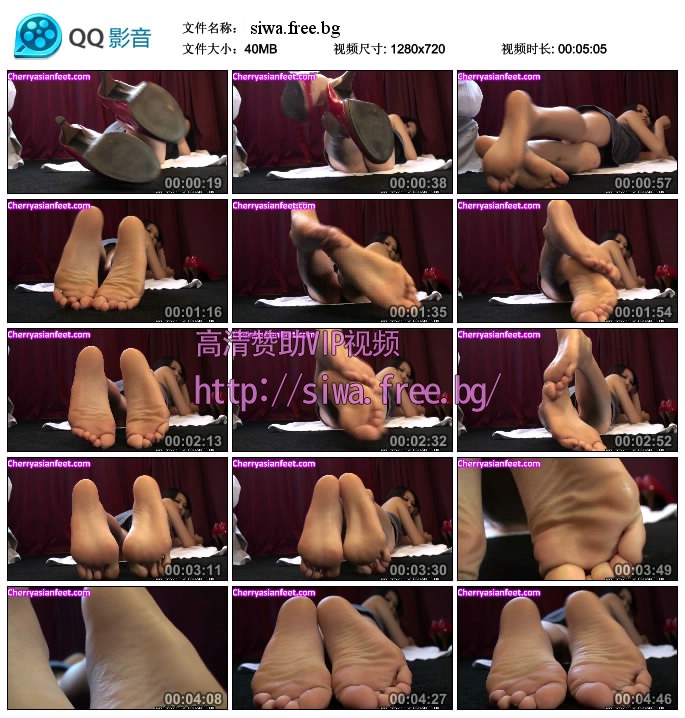 QQ影音
文件名称: siwa.free.bg
文件大小: 40MB 视频尺寸: 1280x720 视频时长: 00:05:05
Cherryasianfeet.com Cherryasianfeet.com Cherryasianfeet.com
00:00:19 00:00:38 00:00:57
Cherryasianfeet.com Cherryasianfeet.com Cherryasianfeet.com
00:01:16 00:01:35 00:01:54
Cherryasianfeet.com Cherryasianfeet.com Cherryasianfeet.com
高清赞助VIP视频
http://siwa.free.bg/
00:02:13 00:02:32 00:02:52
Cherryasianfeet.com Cherryasianfeet.com Cherryasianfeet.com
00:03:11 00:03:30 00:03:49
Cherryasianfeet.com Cherryasianfeet.com Cherryasianfeet.com
00:04:08 00:04:27 00:04:46